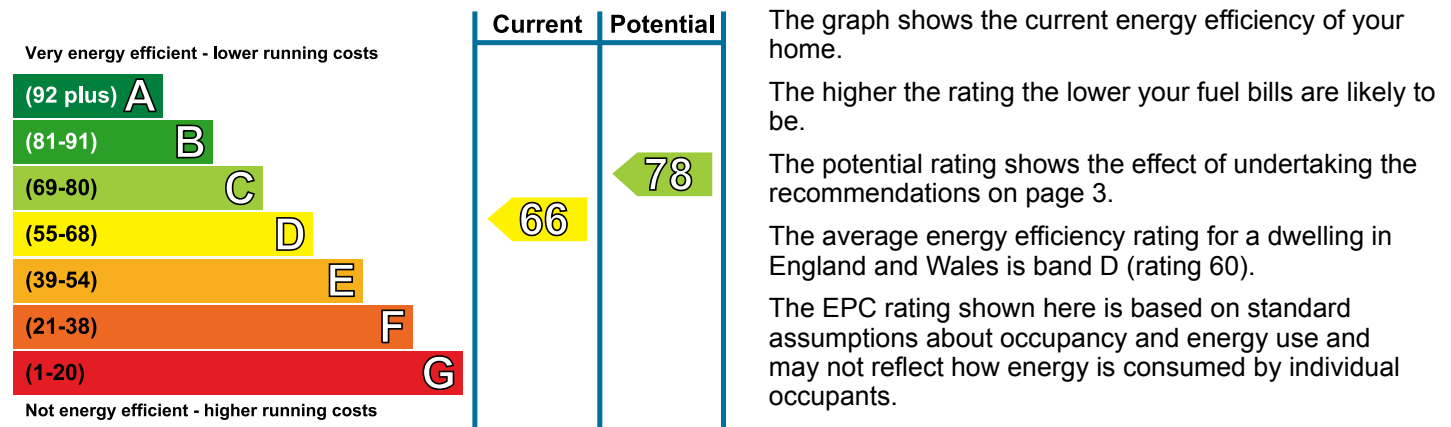 Current Potential
Very energy efficient - lower running costs
(92 plus) A
(81-91) B
(69-80) C
78
(55-68) D
66
(39-54) E
(21-38) F
(1-20) G
Not energy efficient - higher running costs
The graph shows the current energy efficiency of your
home.
The higher the rating the lower your fuel bills are likely to
be.
The potential rating shows the effect of undertaking the
recommendations on page 3.
The average energy efficiency rating for a dwelling in
England and Wales is band D (rating 60).
The EPC rating shown here is based on standard
assumptions about occupancy and energy use and
may not reflect how energy is consumed by individual
occupants.